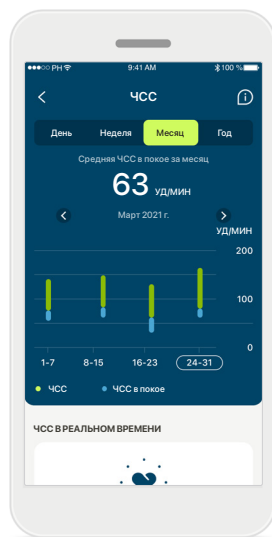 ●●●○○ PH 9:41 AM 100 %
ЧСС
День Неделя Месяц Год
Средняя ЧСС в покое за месяц
63 УД/МИН
Март 2021 г.
УД/МИН
200
100
0
1-7 8-15 16-23 24-31
ЧСС ЧСС в покое
ЧСС В РЕАЛЬНОМ ВРЕМЕНИ